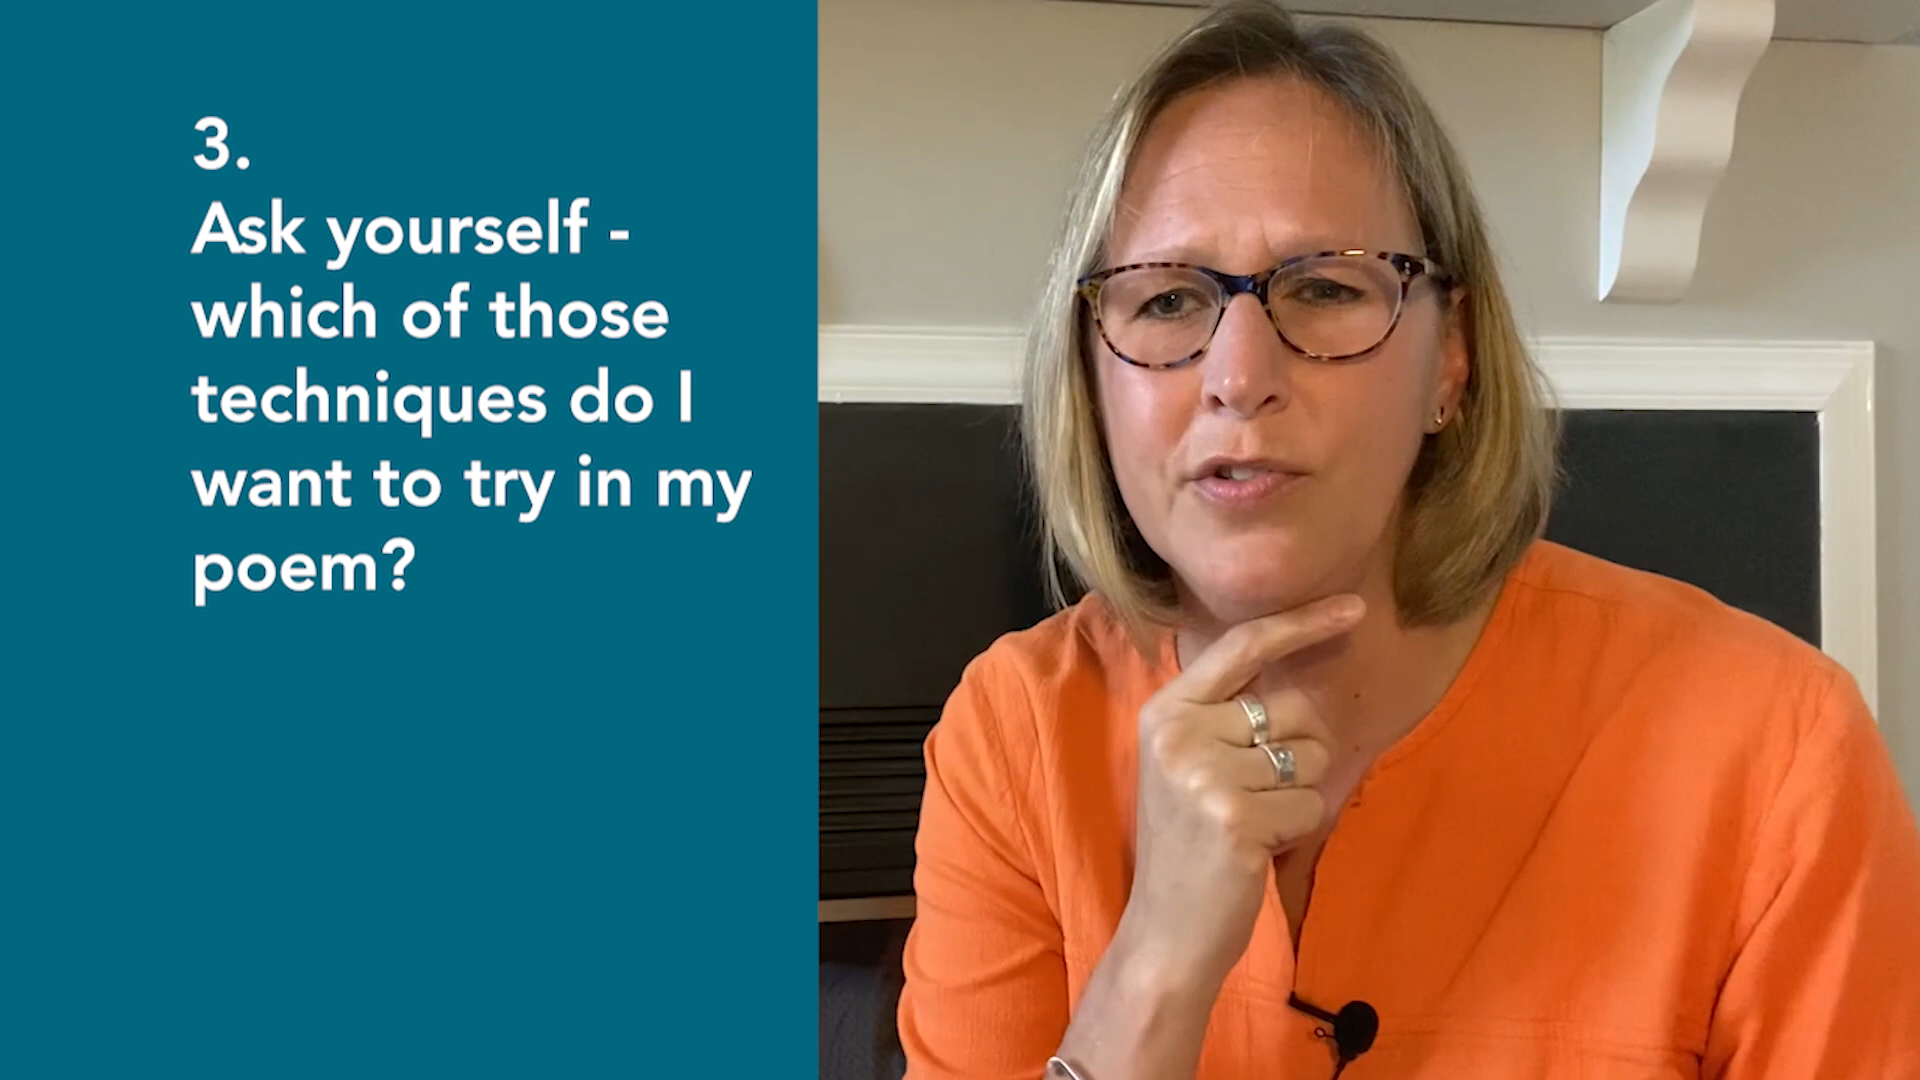 3.
Ask yourself -
which of those
techniques do I
want to try in my
poem?